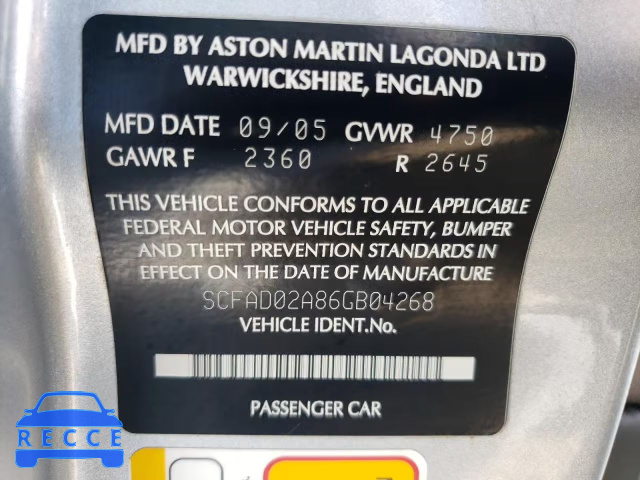 MFD BY ASTON MARTIN LAGONDA LTD
WARWICKSHIRE, ENGLAND
MFD DATE 09/05 GVWR 4750
GAWR F 2360 R 2645
THIS VEHICLE CONFORMS TO ALL APPLICABLE
FEDERAL MOTOR VEHICLE SAFETY, BUMPER
AND THEFT PREVENTION STANDARDS IN
EFFECT ON THE DATE OF MANUFACTURE
SCFAD02A86GB04268
VEHICLE IDENT.No.
PASSENGER CAR
RECCE